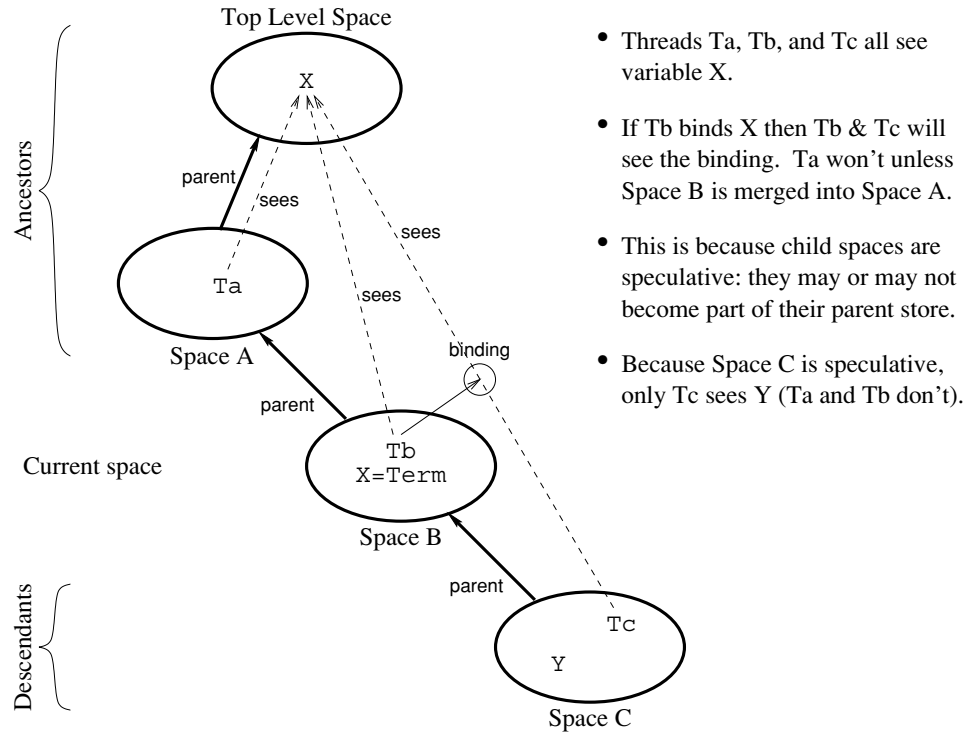 Top Level Space
X
Ancestors
parent
sees
sees
sees
Ta
Space A
binding
parent
Tb
X=Term
Current space
Space B
parent
Descendants
Tc
Y
Space C
• Threads Ta, Tb, and Tc all see
variable X.
• If Tb binds X then Tb & Tc will
see the binding. Ta won't unless
Space B is merged into Space A.
• This is because child spaces are
speculative: they may or may not
become part of their parent store.
• Because Space C is speculative,
only Tc sees Y (Ta and Tb don't).